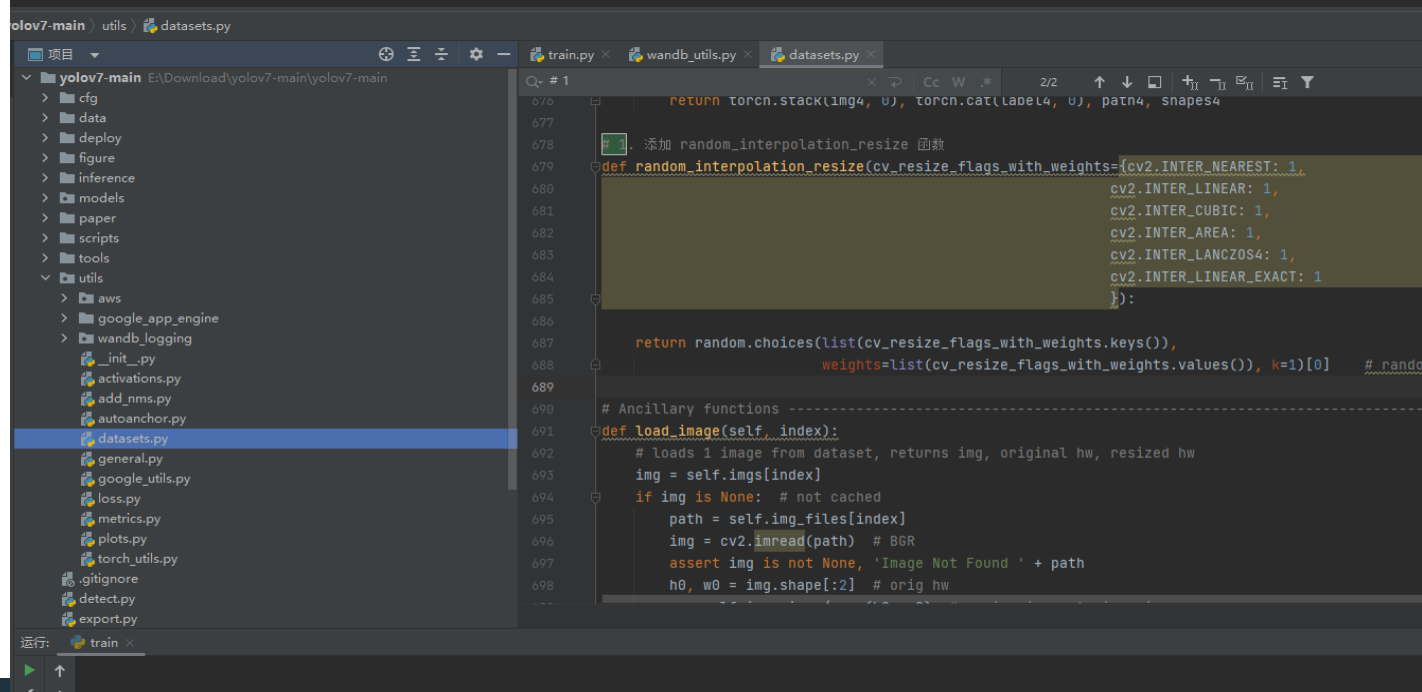 yolov7-main 〉 utils 〉 datasets.py
项目
train.py × wandb_utils.py × datasets.py ×
# 1 × Cc W .* 2/2
yolov7-main E:\Download\yolov7-main\yolov7-main
cfg
data
deploy
figure
inference
models
paper
scripts
tools
utils
aws
google_app_engine
wandb_logging
__init__.py
activations.py
add_nms.py
autoanchor.py
datasets.py
general.py
google_utils.py
loss.py
metrics.py
plots.py
torch_utils.py
.gitignore
detect.py
export.py
676 return torch.stack(img4, 0), torch.cat(label4, 0), path4, shapes4
677
678 # 1. 添加 random_interpolation_resize 函数
679 def random_interpolation_resize(cv_resize_flags_with_weights={cv2.INTER_NEAREST: 1,
680 cv2.INTER_LINEAR: 1,
681 cv2.INTER_CUBIC: 1,
682 cv2.INTER_AREA: 1,
683 cv2.INTER_LANCZOS4: 1,
684 cv2.INTER_LINEAR_EXACT: 1
685 }):
686
687 return random.choices(list(cv_resize_flags_with_weights.keys()),
688 weights=list(cv_resize_flags_with_weights.values()), k=1)[0] # rando
689
690 # Ancillary functions --------------------------------------------------------------------------
691 def load_image(self, index):
692 # loads 1 image from dataset, returns img, original hw, resized hw
693 img = self.imgs[index]
694 if img is None: # not cached
695 path = self.img_files[index]
696 img = cv2.imread(path) # BGR
697 assert img is not None, 'Image Not Found ' + path
698 h0, w0 = img.shape[:2] # orig hw
运行: train ×